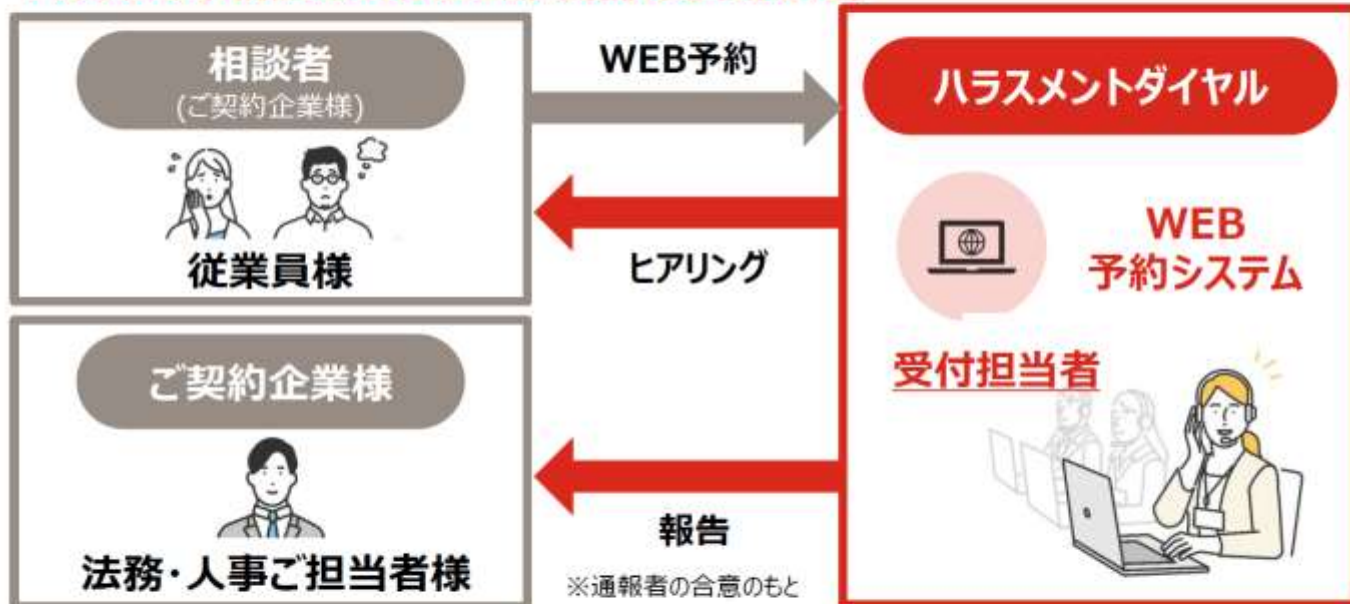 相談者
(ご契約企業様)
従業員様
WEB予約
ヒアリング
ハラスメントダイヤル
WEB
予約システム
受付担当者
ご契約企業様
法務・人事ご担当者様
報告
※通報者の合意のもと